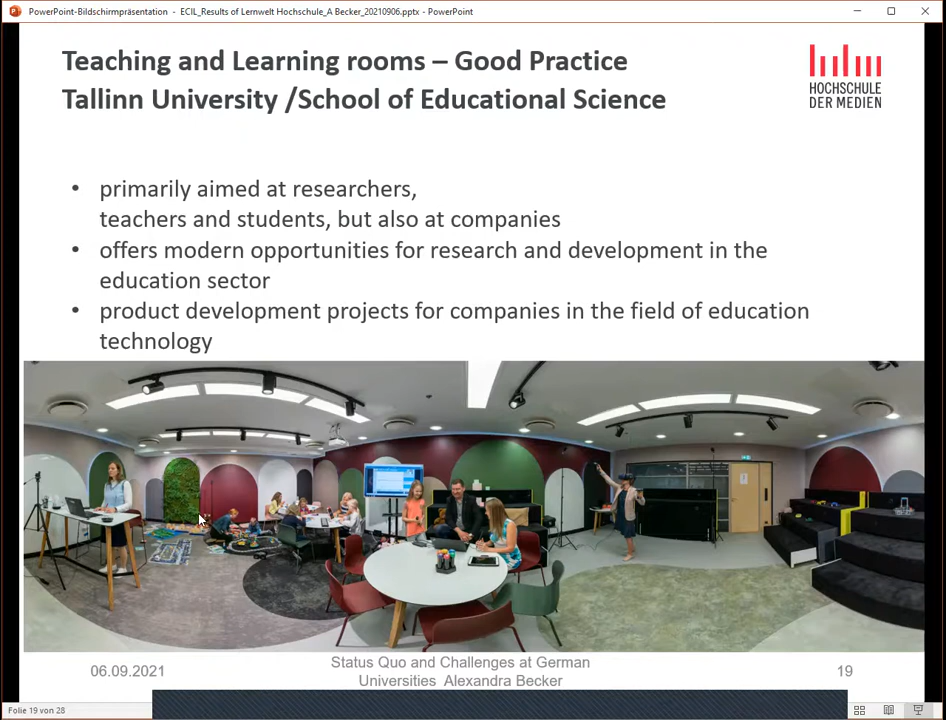 PowerPoint-Bildschirmpräsentation - ECIL_Results of Lernwelt Hochschule_A Becker_20210906.pptx - PowerPoint
Teaching and Learning rooms – Good Practice
Tallinn University /School of Educational Science
HOCHSCHULE
DER MEDIEN
• primarily aimed at researchers,
teachers and students, but also at companies
• offers modern opportunities for research and development in the
education sector
• product development projects for companies in the field of education
technology
06.09.2021
Status Quo and Challenges at German
Universities Alexandra Becker
19
Folie 19 von 28